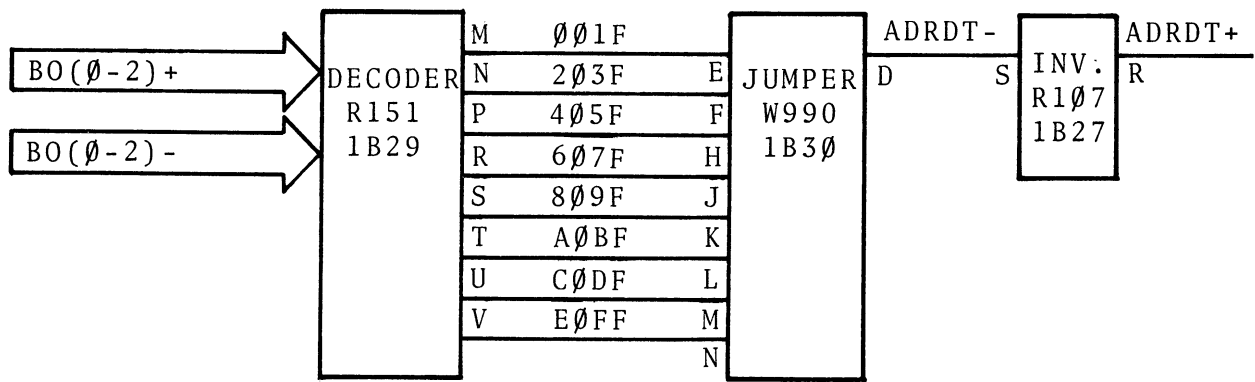 BO(Ø-2)+
BO(Ø-2)-
DECODER
R151
1B29
M ØØ1F
N 2Ø3F E
P 4Ø5F F
R 6Ø7F H
S 8Ø9F J
T AØBF K
U CØDF L
V EØFF M
N
JUMPER
W990
1B3Ø
ADRDT-
D S
INV.
R1Ø7
1B27
ADRDT+
R